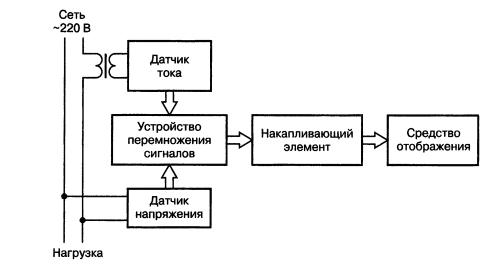 Сеть
~220 В
Датчик
тока
Устройство
перемножения
сигналов
Накапливающий
элемент
Средство
отображения
Датчик
напряжения
Нагрузка